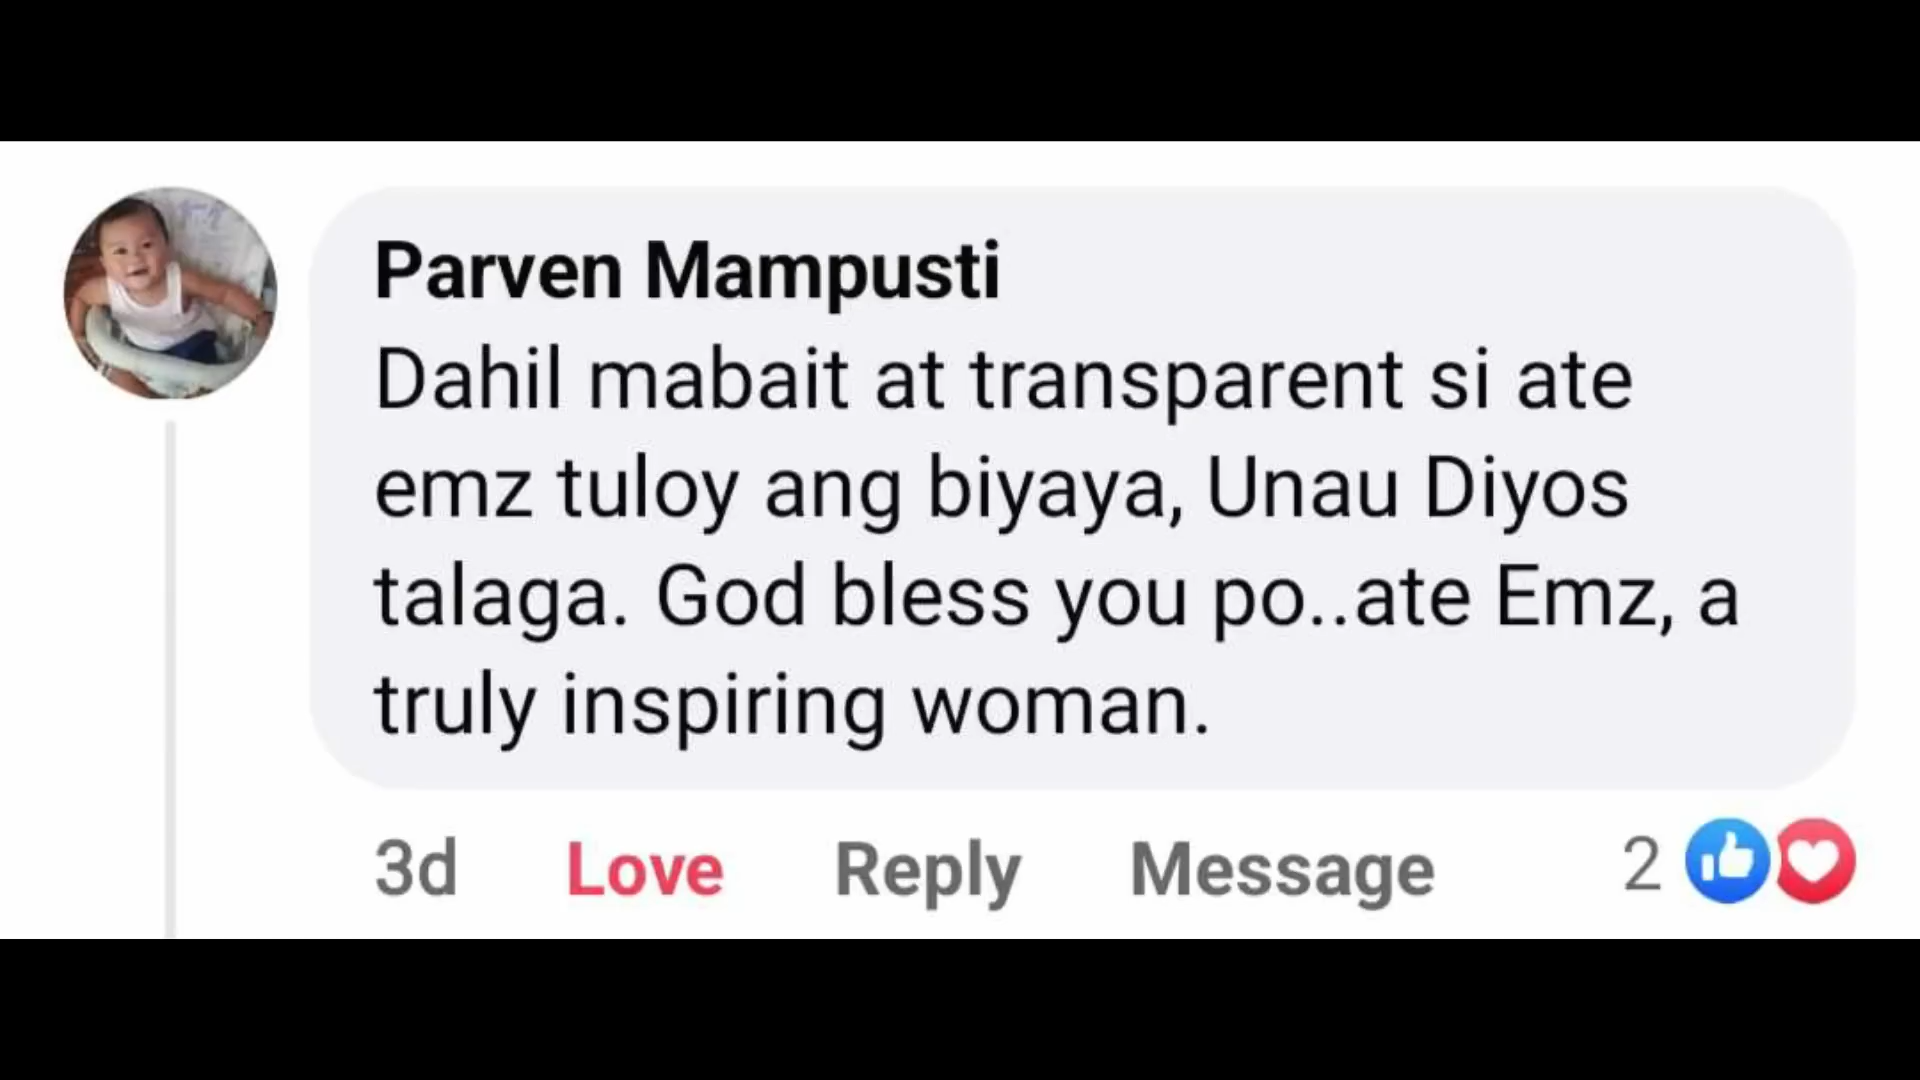 Parven Mampusti
Dahil mabait at transparent si ate
emz tuloy ang biyaya, Unau Diyos
talaga. God bless you po..ate Emz, a
truly inspiring woman.
3d Love Reply Message 2